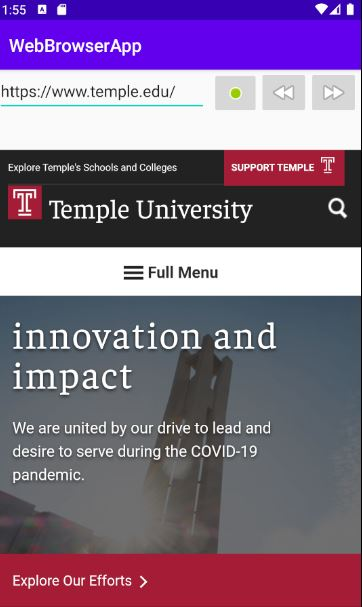 1:55
WebBrowserApp
https://www.temple.edu/
Explore Temple's Schools and Colleges
SUPPORT TEMPLE
Temple University
Full Menu
innovation and
impact
We are united by our drive to lead and
desire to serve during the COVID-19
pandemic.
Explore Our Efforts